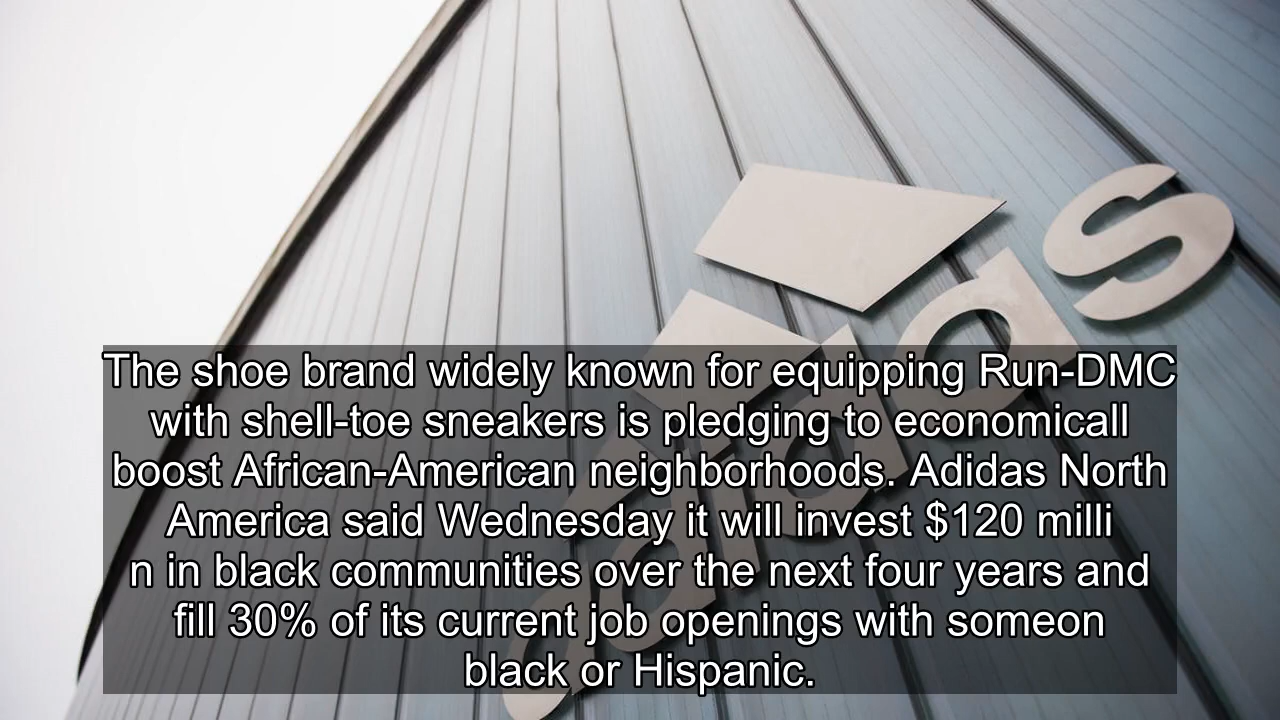 adidas
The shoe brand widely known for equipping Run-DMC
with shell-toe sneakers is pledging to economicall
boost African-American neighborhoods. Adidas North
America said Wednesday it will invest $120 milli
n in black communities over the next four years and
fill 30% of its current job openings with someon
black or Hispanic.